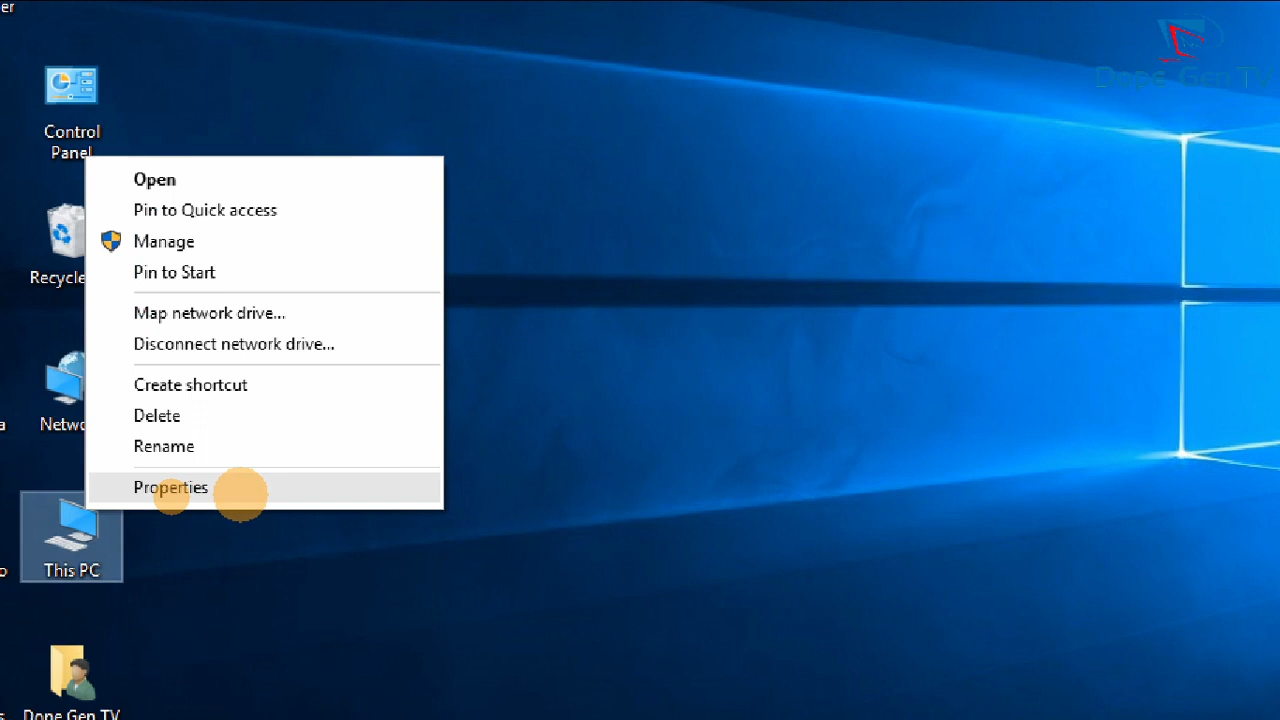 er
Dope Gen TV
Control
Panel
Open
Pin to Quick access
Manage
Pin to Start
Recycle
Map network drive...
Disconnect network drive...
Create shortcut
Delete
a
Netwo
Rename
Properties
o
This PC
s
Dope Gen TV